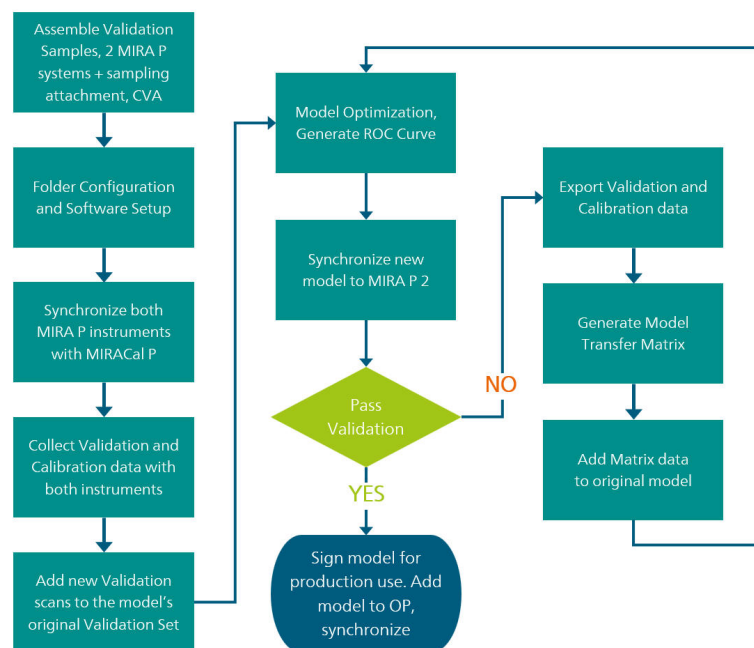 Assemble Validation
Samples, 2 MIRA P
systems + sampling
attachment, CVA
Folder Configuration
and Software Setup
Synchronize both
MIRA P instruments
with MIRACal P
Collect Validation and
Calibration data with
both instruments
Add new Validation
scans to the model’s
original Validation Set
Model Optimization,
Generate ROC Curve
Synchronize new
model to MIRA P 2
Pass
Validation
YES
Sign model for
production use. Add
model to OP,
synchronize
NO
Export Validation and
Calibration data
Generate Model
Transfer Matrix
Add Matrix data
to original model